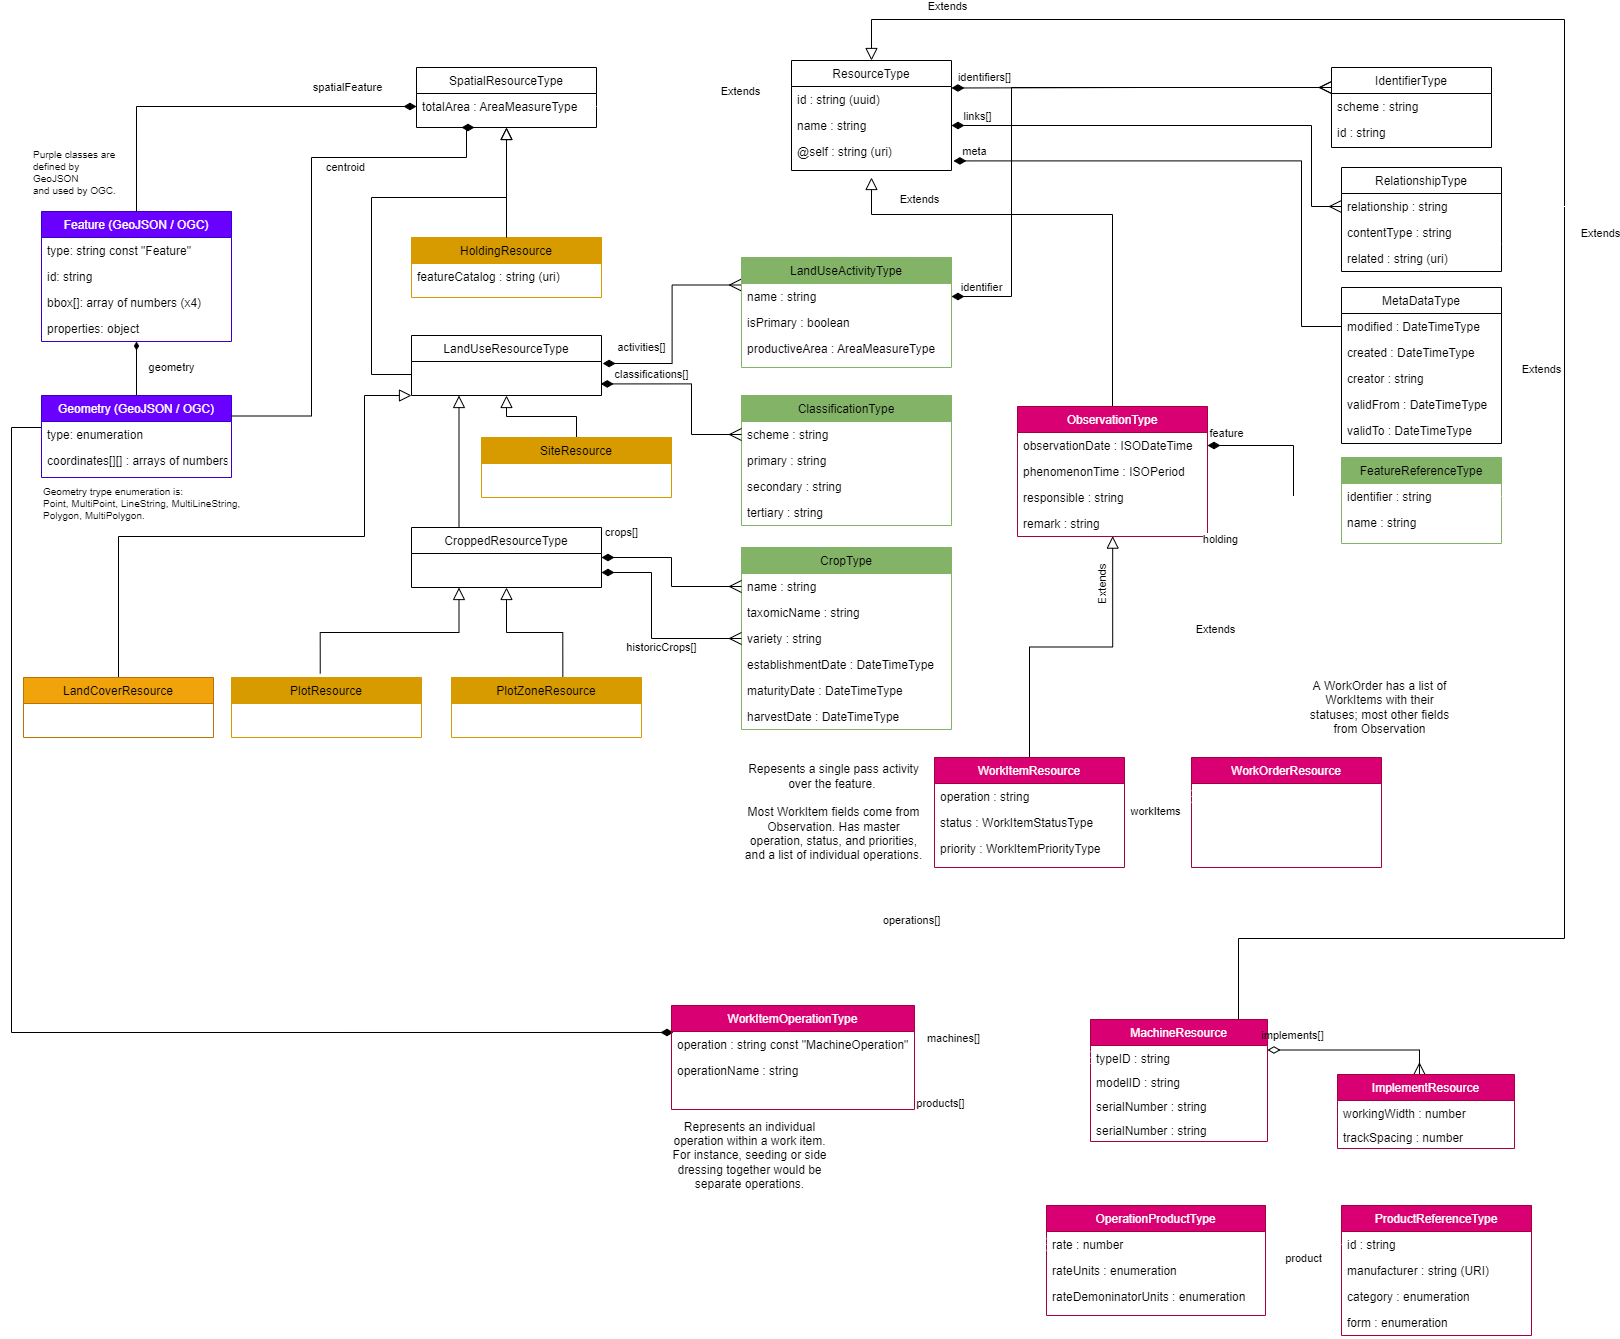 Extends
spatialFeature
SpatialResourceType
totalArea : AreaMeasureType
Extends
ResourceType
id : string (uuid)
name : string
@self : string (uri)
identifiers[]
links[]
meta
IdentifierType
scheme : string
id : string
Purple classes are
defined by
GeoJSON
and used by OGC.
centroid
Extends
RelationshipType
relationship : string
contentType : string
related : string (uri)
Extends
Feature (GeoJSON / OGC)
type: string const "Feature"
id: string
bbox[]: array of numbers (x4)
properties: object
HoldingResource
featureCatalog : string (uri)
LandUseActivityType
name : string
isPrimary : boolean
productiveArea : AreaMeasureType
identifier
MetaDataType
modified : DateTimeType
created : DateTimeType
creator : string
validFrom : DateTimeType
validTo : DateTimeType
Extends
geometry
LandUseResourceType
activities[]
classifications[]
Geometry (GeoJSON / OGC)
type: enumeration
coordinates[][] : arrays of numbers
Geometry trype enumeration is:
Point, MultiPoint, LineString, MultiLineString,
Polygon, MultiPolygon.
SiteResource
ClassificationType
scheme : string
primary : string
secondary : string
tertiary : string
ObservationType
observationDate : ISODateTime
phenomenonTime : ISOPeriod
responsible : string
remark : string
feature
holding
FeatureReferenceType
identifier : string
name : string
CroppedResourceType
crops[]
historicCrops[]
CropType
name : string
taxomicName : string
variety : string
establishmentDate : DateTimeType
maturityDate : DateTimeType
harvestDate : DateTimeType
Extends
Extends
LandCoverResource
PlotResource
PlotZoneResource
A WorkOrder has a list of
WorkItems with their
statuses; most other fields
from Observation
Repesents a single pass activity
over the feature.
Most WorkItem fields come from
Observation. Has master
operation, status, and priorities,
and a list of individual operations.
WorkItemResource
operation : string
status : WorkItemStatusType
priority : WorkItemPriorityType
workItems
WorkOrderResource
operations[]
WorkItemOperationType
operation : string const "MachineOperation"
operationName : string
machines[]
products[]
Represents an individual
operation within a work item.
For instance, seeding or side
dressing together would be
separate operations.
MachineResource
typeID : string
modelID : string
serialNumber : string
serialNumber : string
implements[]
ImplementResource
workingWidth : number
trackSpacing : number
OperationProductType
rate : number
rateUnits : enumeration
rateDemoninatorUnits : enumeration
product
ProductReferenceType
id : string
manufacturer : string (URI)
category : enumeration
form : enumeration